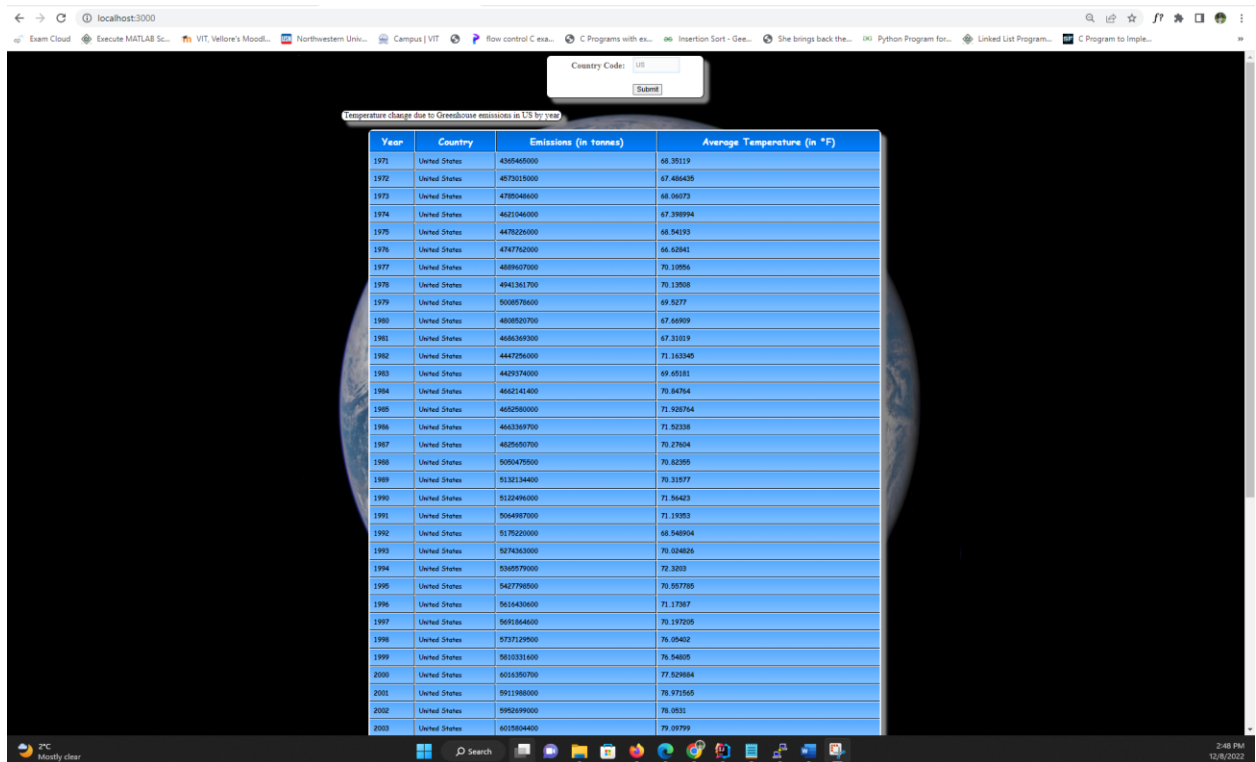 localhost:3000
Exam Cloud Execute MATLAB Sc... VIT, Vellore's Moodl... Northwestern Univ... Campus | VIT flow control C exa... C Programs with ex... Insertion Sort - Gee... She brings back the... Python Program for... Linked List Program... C Program to Imple... »
Country Code: US
Submit
Temperature change due to Greenhouse emissions in US by year
Year Country Emissions (in tonnes) Average Temperature (in °F)
1971 United States 4365465000 68.35119
1972 United States 4573015000 67.486435
1973 United States 4785048600 68.06073
1974 United States 4621046000 67.398994
1975 United States 4478226000 68.54193
1976 United States 4747762000 66.62841
1977 United States 4889607000 70.10556
1978 United States 4941361700 70.13508
1979 United States 5008578600 69.5277
1980 United States 4808520700 67.66909
1981 United States 4686369300 67.31019
1982 United States 4447256000 71.163345
1983 United States 4429374000 69.65181
1984 United States 4662141400 70.84764
1985 United States 4652580000 71.928764
1986 United States 4663369700 71.52338
1987 United States 4825650700 70.27604
1988 United States 5050475500 70.82355
1989 United States 5132134400 70.31577
1990 United States 5122496000 71.56423
1991 United States 5064987000 71.19353
1992 United States 5175220000 68.548904
1993 United States 5274363000 70.024826
1994 United States 5365579000 72.3203
1995 United States 5427798500 70.557785
1996 United States 5616430600 71.17387
1997 United States 5691864600 70.197205
1998 United States 5737129500 76.05402
1999 United States 5810331600 76.54805
2000 United States 6016350700 77.529884
2001 United States 5911988000 78.971565
2002 United States 5952699000 78.0531
2003 United States 6015804400 79.09799
2°C
Mostly clear
Search
2:48 PM
12/8/2022